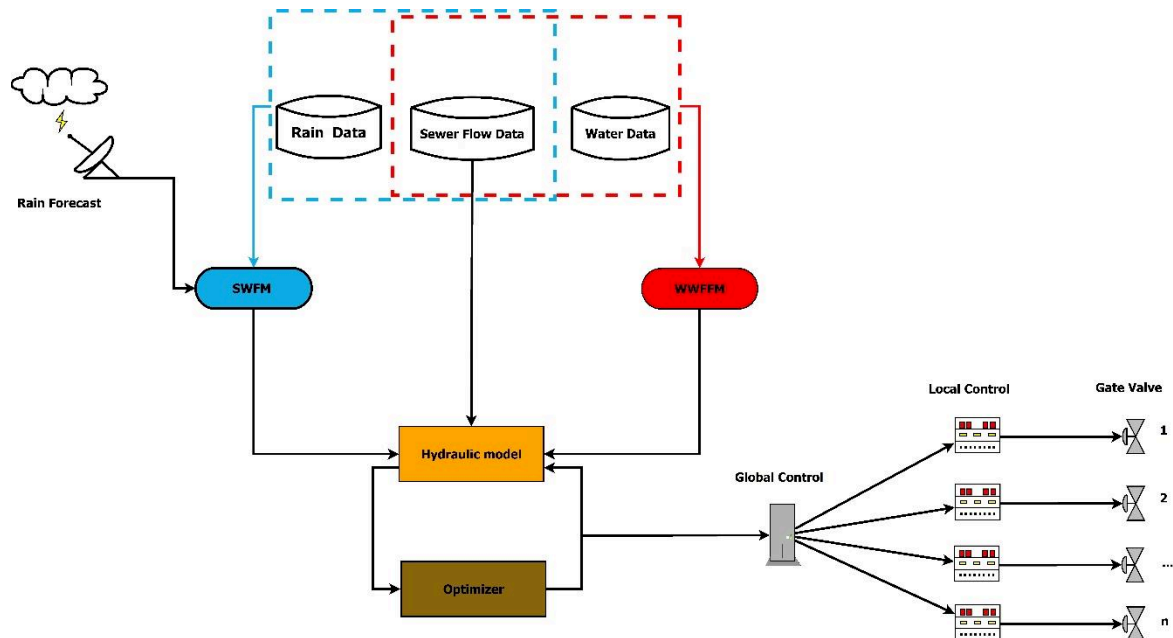 Rain Data
Sewer Flow Data
Water Data
Rain Forecast
SWFM
WWFFM
Local Control
Gate Valve
1
Hydraulic model
Global Control
2
...
Optimizer
n